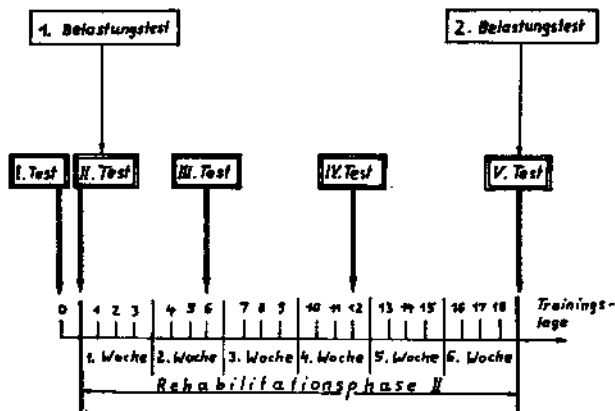 1. Belastungstest
2. Belastungstest
I. Test
II. Test
III. Test
IV. Test
V. Test
0 1 2 3 4 5 6 7 8 9 10 11 12 13 14 15 16 17 18
Trainings-
tage
1. Woche 2. Woche 3. Woche 4. Woche 5. Woche 6. Woche
Rehabilitationsphase II